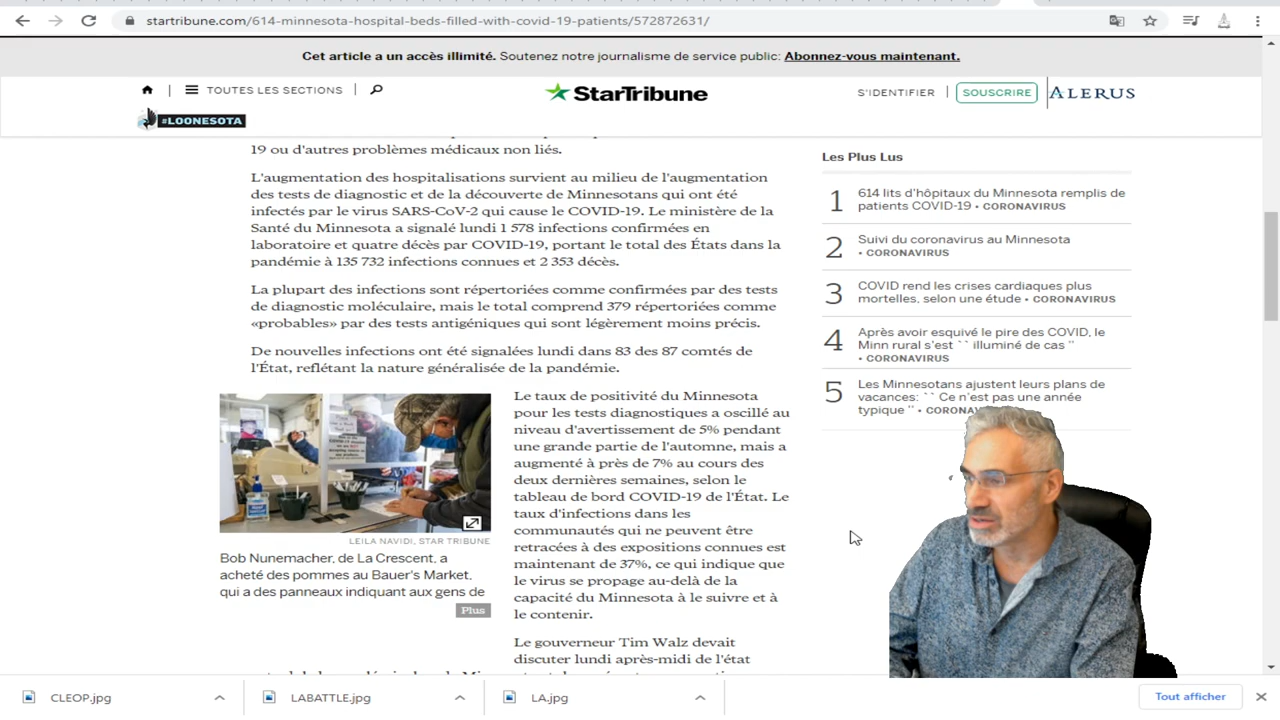 startribune.com/614-minnesota-hospital-beds-filled-with-covid-19-patients/572872631/
Cet article a un accès illimité. Soutenez notre journalisme de service public: Abonnez-vous maintenant.
TOUTES LES SECTIONS
StarTribune
S'IDENTIFIER
SOUSCRIRE
ALERUS
#LOONESOTA
19 ou d'autres problèmes médicaux non liés.
L'augmentation des hospitalisations survient au milieu de l'augmentation
des tests de diagnostic et de la découverte de Minnesotans qui ont été
infectés par le virus SARS-CoV-2 qui cause le COVID-19. Le ministère de la
Santé du Minnesota a signalé lundi 1 578 infections confirmées en
laboratoire et quatre décès par COVID-19, portant le total des États dans la
pandémie à 135 732 infections connues et 2 353 décès.
La plupart des infections sont répertoriées comme confirmées par des tests
de diagnostic moléculaire, mais le total comprend 379 répertoriées comme
«probables» par des tests antigéniques qui sont légèrement moins précis.
De nouvelles infections ont été signalées lundi dans 83 des 87 comtés de
l'État, reflétant la nature généralisée de la pandémie.
LEILA NAVIDI, STAR TRIBUNE
Bob Nunemacher, de La Crescent, a
acheté des pommes au Bauer's Market,
qui a des panneaux indiquant aux gens de
Plus
Le taux de positivité du Minnesota
pour les tests diagnostiques a oscillé au
niveau d'avertissement de 5% pendant
une grande partie de l'automne, mais a
augmenté à près de 7% au cours des
deux dernières semaines, selon le
tableau de bord COVID-19 de l'État. Le
taux d'infections dans les
communautés qui ne peuvent être
retracées à des expositions connues est
maintenant de 37%, ce qui indique que
le virus se propage au-delà de la
capacité du Minnesota à le suivre et à
le contenir.
Le gouverneur Tim Walz devait
discuter lundi après-midi de l'état
Les Plus Lus
1 614 lits d'hôpitaux du Minnesota remplis de
patients COVID-19 • CORONAVIRUS
2 Suivi du coronavirus au Minnesota
• CORONAVIRUS
3 COVID rend les crises cardiaques plus
mortelles, selon une étude • CORONAVIRUS
4 Après avoir esquivé le pire des COVID, le
Minn rural s'est `` illuminé de cas ''
• CORONAVIRUS
5 Les Minnesotans ajustent leurs plans de
vacances: `` Ce n'est pas une année
typique '' •
CLEOP.jpg
LABATTLE.jpg
LA.jpg
Tout afficher